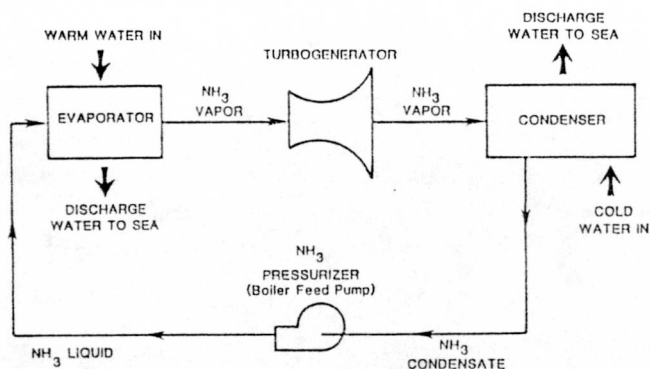 DISCHARGE
WATER TO SEA
WARM WATER IN
TURBOGENERATOR
EVAPORATOR
NH₃
VAPOR
NH₃
VAPOR
CONDENSER
DISCHARGE
WATER TO SEA
COLD
WATER IN
NH₃
PRESSURIZER
(Boiler Feed Pump)
NH₃ LIQUID
NH₃
CONDENSATE